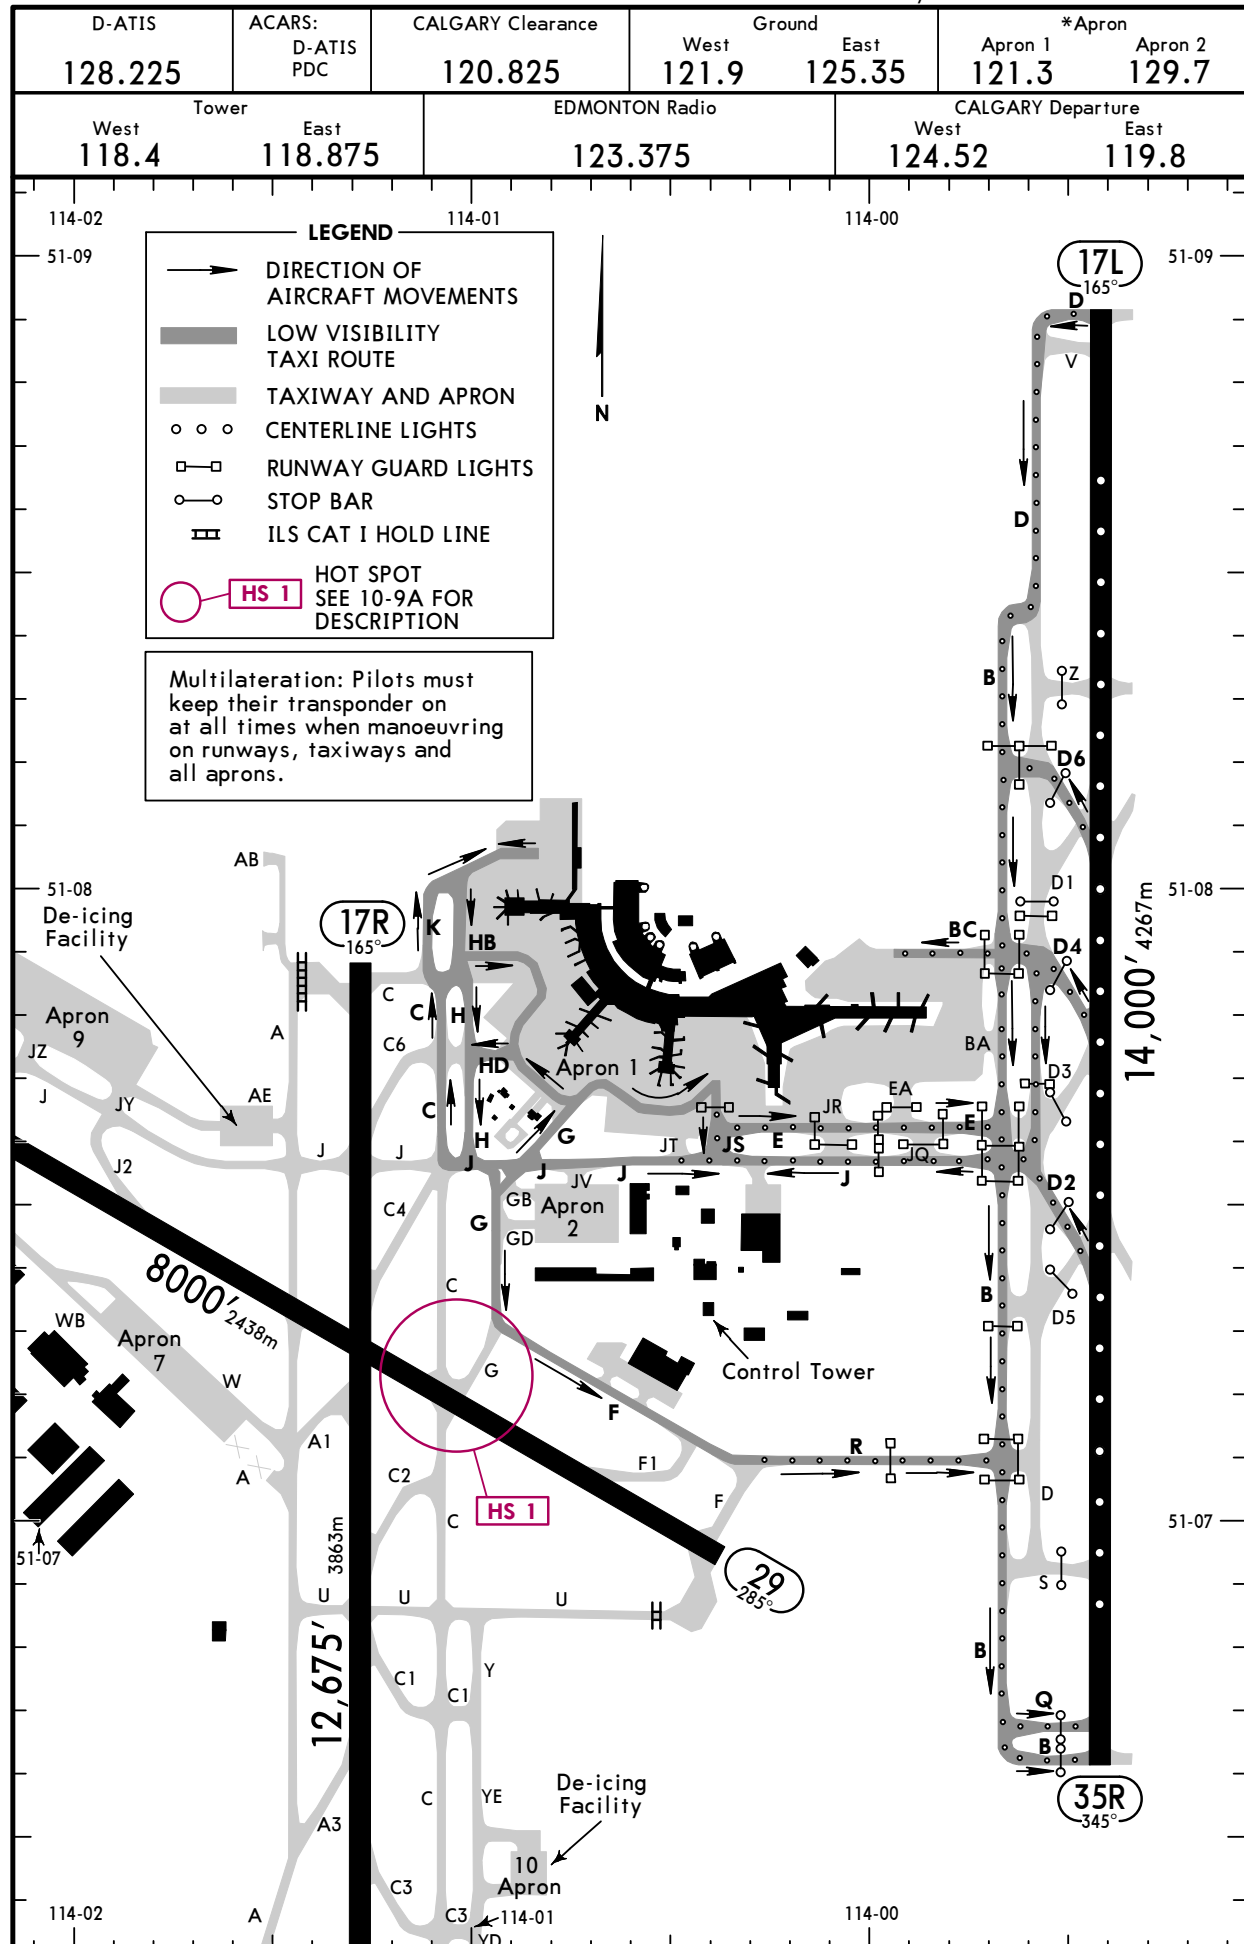 D-ATIS
128.225
ACARS:
D-ATIS
PDC
CALGARY Clearance
120.825
Ground
West
121.9
East
125.35
*Apron
Apron 1
121.3
Apron 2
129.7
Tower
West
118.4
East
118.875
EDMONTON Radio
123.375
CALGARY Departure
West
124.52
East
119.8
114-02
114-01
114-00
51-09
51-09
LEGEND
DIRECTION OF
AIRCRAFT MOVEMENTS
LOW VISIBILITY
TAXI ROUTE
TAXIWAY AND APRON
CENTERLINE LIGHTS
RUNWAY GUARD LIGHTS
STOP BAR
ILS CAT I HOLD LINE
HS 1
HOT SPOT
SEE 10-9A FOR
DESCRIPTION
N
17L
165°
D
V
D
B
Z
Multilateration: Pilots must
keep their transponder on
at all times when manoeuvring
on runways, taxiways and
all aprons.
D6
AB
51-08
51-08
De-icing
Facility
17R
165°
K
HB
D1
BC
D4
14,000' 4267m
Apron
9
JZ
J
JY
AE
A
C
C
H
C6
HD
Apron 1
BA
D3
EA
JR
C
H
G
E
E
J2
J
J
J
J
J
JT
JS
JQ
J
JV
D2
C4
G
GB
GD
Apron
2
8000' 2438m
C
B
D5
WB
Apron
7
W
G
Control Tower
F
A1
A
C2
F1
R
F
C
D
HS 1
51-07
51-07
3863m
12,675'
29
285°
U
U
U
S
C1
C1
Y
B
Q
B
De-icing
Facility
C
YE
35R
345°
A3
10
Apron
C3
C3
A
114-02
114-01
114-00
YD